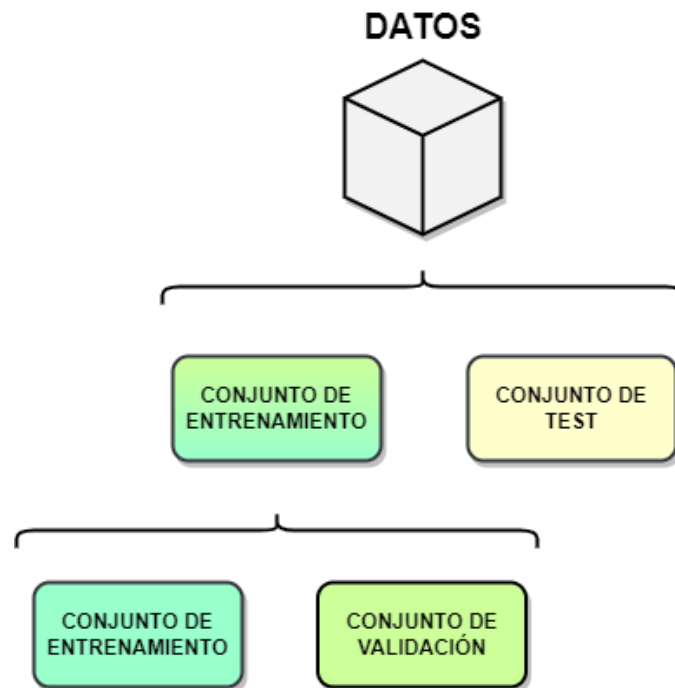 DATOS
CONJUNTO DE
ENTRENAMIENTO
CONJUNTO DE
TEST
CONJUNTO DE
ENTRENAMIENTO
CONJUNTO DE
VALIDACIÓN